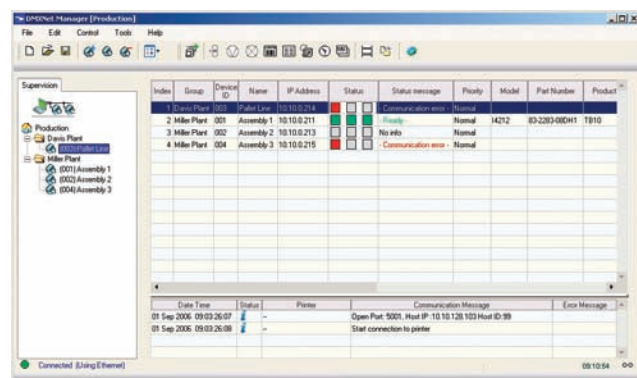 DMXNet Manager [Production]
File Edit Control Tools Help
Supervision
Production
Davis Plant
(003) Pallet Line
Miller Plant
(001) Assembly 1
(002) Assembly 2
(004) Assembly 3
Index Group Device ID Name IP Address Status Status message Priority Model Part Number Product
1 Davis Plant 003 Pallet Line 10.10.0.214 - Communication error - Normal
2 Miller Plant 001 Assembly 1 10.10.0.211 - Ready - Normal I4212 83-2283-08DH1 TB10
3 Miller Plant 002 Assembly 2 10.10.0.213 No info Normal
4 Miller Plant 004 Assembly 3 10.10.0.215 - Communication error - Normal
Date Time Status Printer Communication Message Error Message
01 Sep 2006 09:03:26:07 -- Open Port: 5001, Host IP :10.10.128.103 Host ID:99
01 Sep 2006 09:03:26:08 -- Start connection to printer
Connected (Using Ethernet) 09:10:54